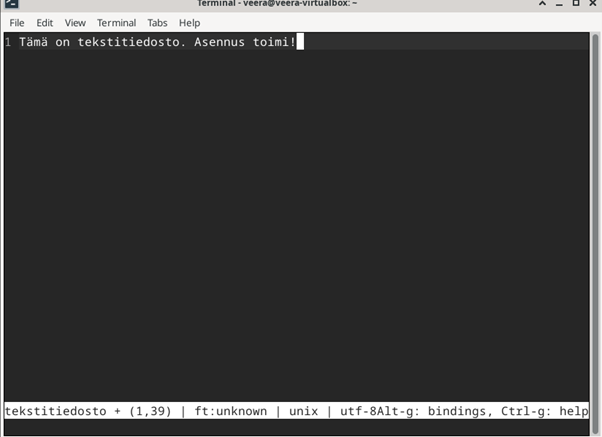 Terminal - veera@veera-virtualbox: ~
File Edit View Terminal Tabs Help
1 Tämä on tekstitiedosto. Asennus toimi!
tekstitiedosto + (1,39) | ft:unknown | unix | utf-8Alt-g: bindings, Ctrl-g: help